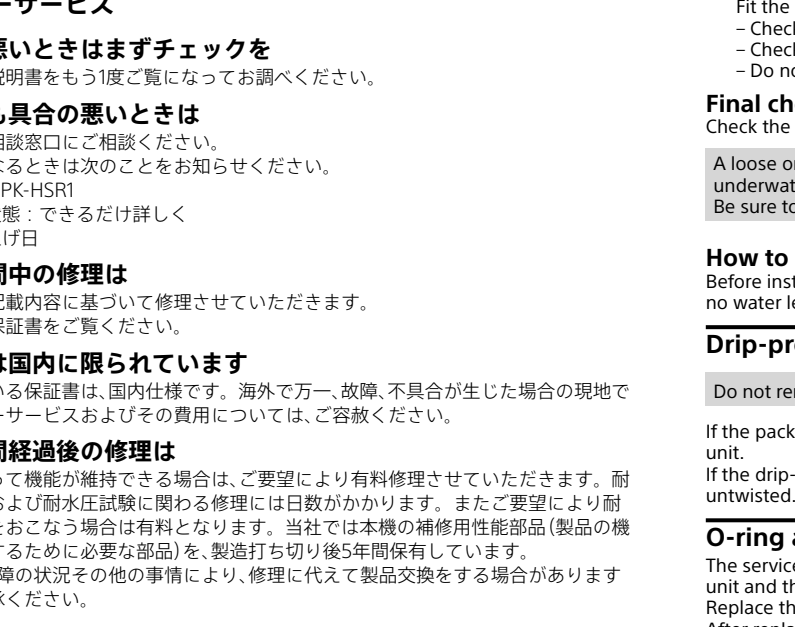 ーサービス
悪いときはまずチェックを
説明書をもう1度ご覧になってお調べください。
も具合の悪いときは
相談窓口にご相談ください。
なるときは次のことをお知らせください。
PK-HSR1
態：できるだけ詳しく
げ日
間中の修理は
記載内容に基づいて修理させていただきます。
保証書をご覧ください。
は国内に限られています
いる保証書は、国内仕様です。海外で万一、故障、不具合が生じた場合の現地で
ーサービスおよびその費用については、ご容赦ください。
間経過後の修理は
って機能が維持できる場合は、ご要望により有料修理させていただきます。耐
および耐水圧試験に関わる修理には日数がかかります。またご要望により耐
をおこなう場合は有料となります。当社では本機の補修用性能部品（製品の機
するために必要な部品）を、製造打ち切り後5年間保有しています。
障の状況その他の事情により、修理に代えて製品交換をする場合があります
承ください。
Fit the
– Check
– Check
– Do no
Final ch
Check the
A loose or
underwat
Be sure to
How to
Before inst
no water le
Drip-pro
Do not re
If the pack
unit.
If the drip-
untwisted.
O-ring a
The service
unit and th
Replace th